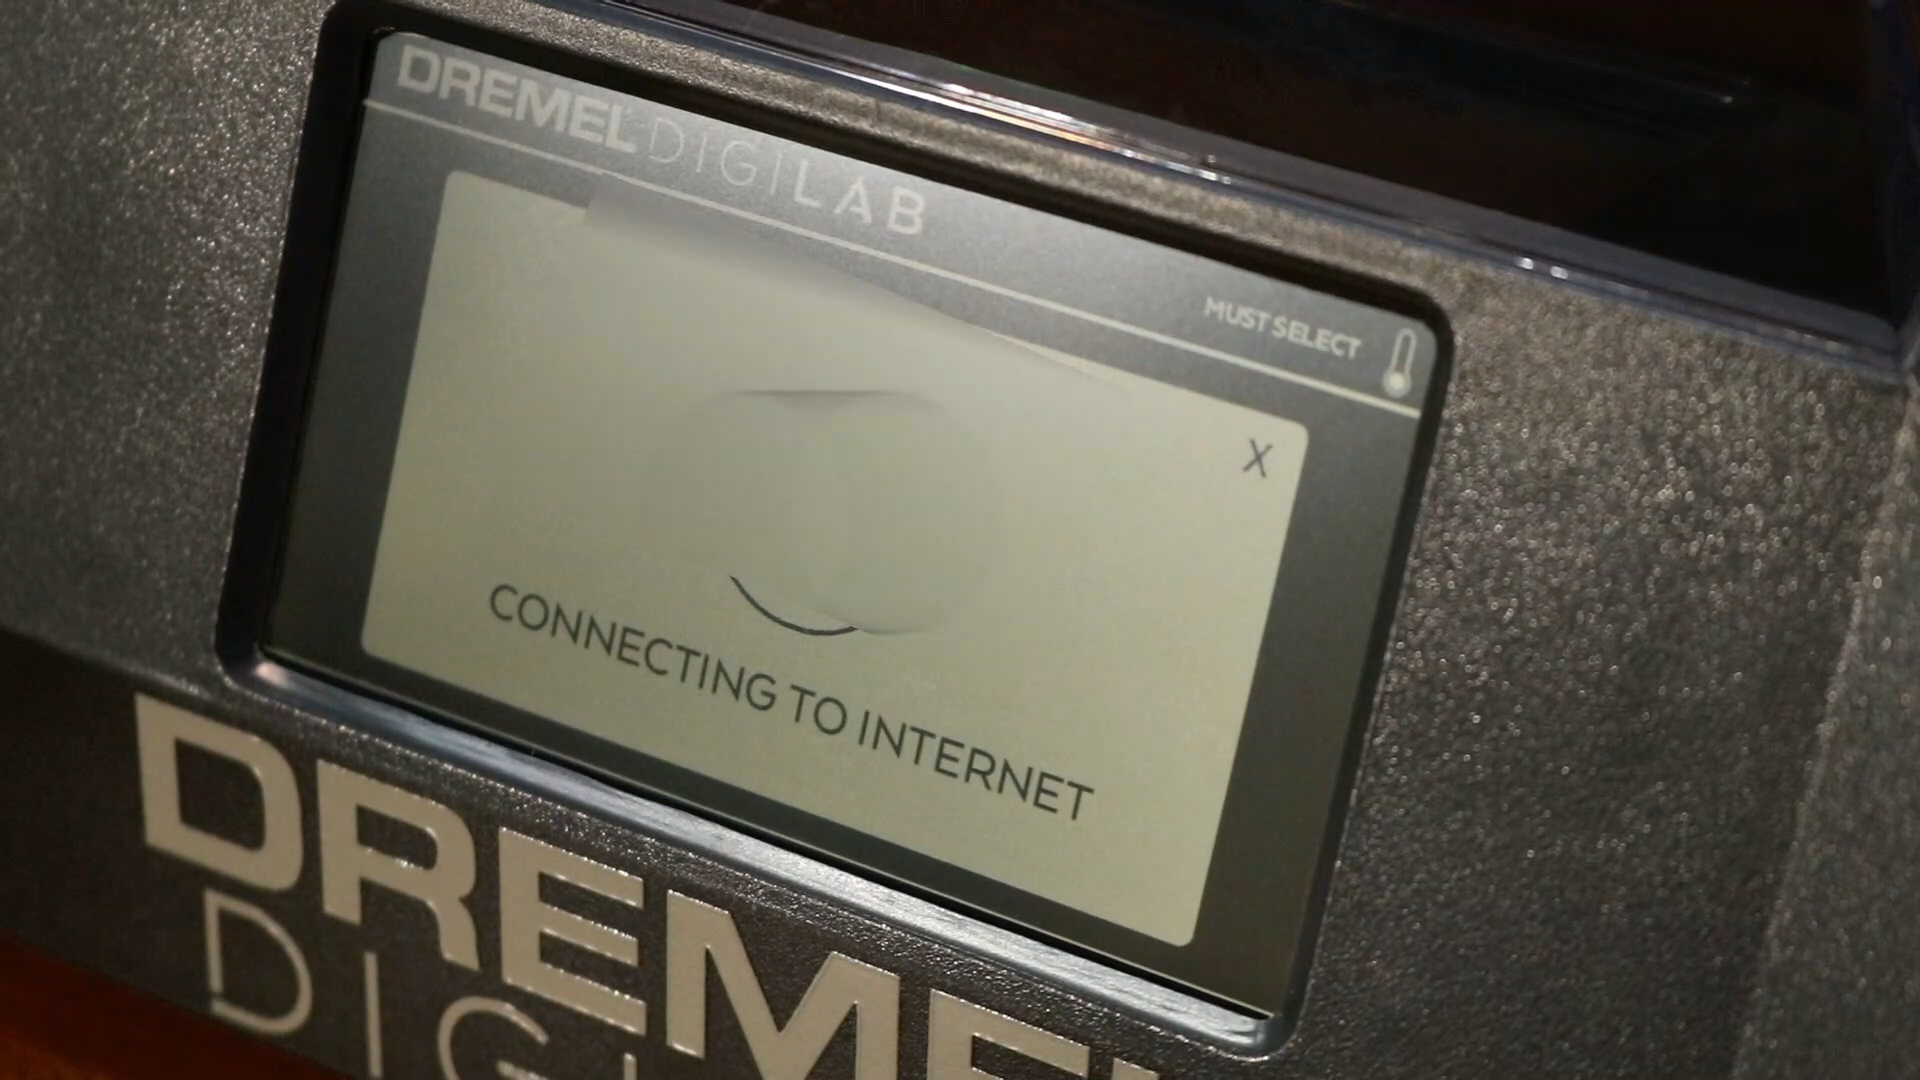 DREMEL DIGILAB
MUST SELECT
X
CONNECTING TO INTERNET
DREMEL
DIGI